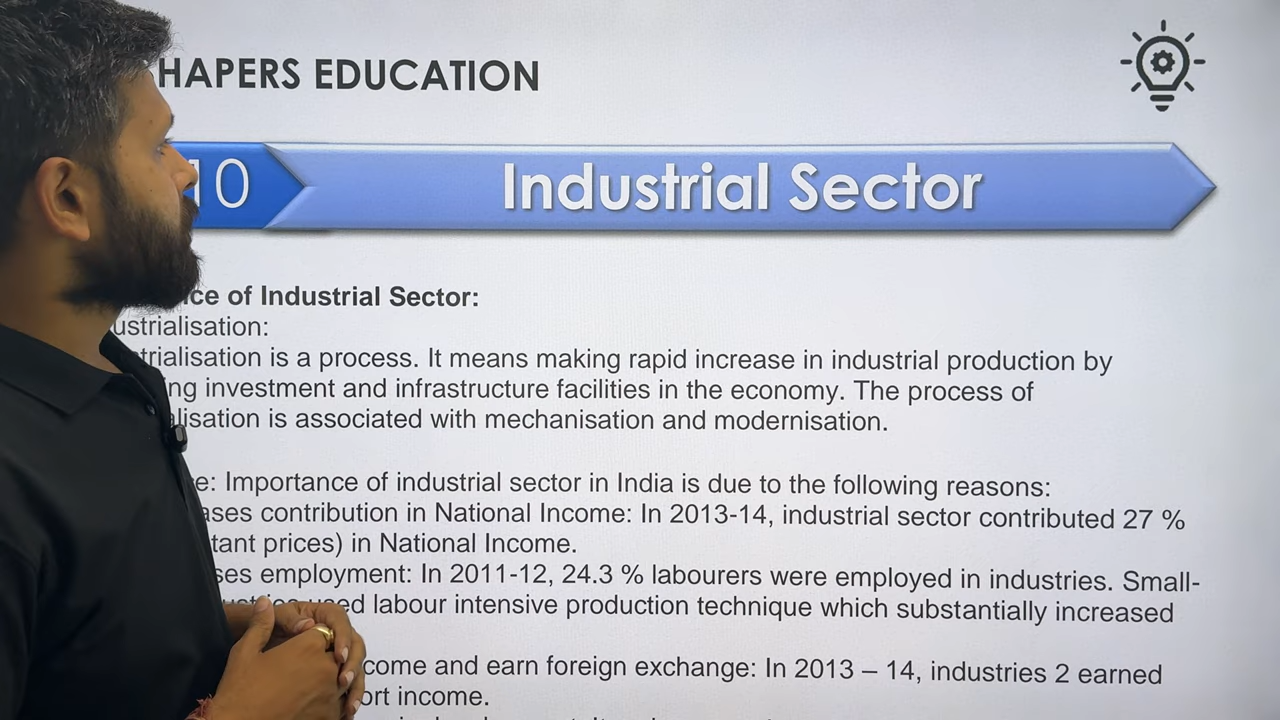 HAPERS EDUCATION
10 Industrial Sector
of Industrial Sector:
ustrialisation:
trialisation is a process. It means making rapid increase in industrial production by
ing investment and infrastructure facilities in the economy. The process of
alisation is associated with mechanisation and modernisation.
e: Importance of industrial sector in India is due to the following reasons:
ases contribution in National Income: In 2013-14, industrial sector contributed 27 %
tant prices) in National Income.
ses employment: In 2011-12, 24.3 % labourers were employed in industries. Small-
used labour intensive production technique which substantially increased
come and earn foreign exchange: In 2013 – 14, industries 2 earned
ort income.